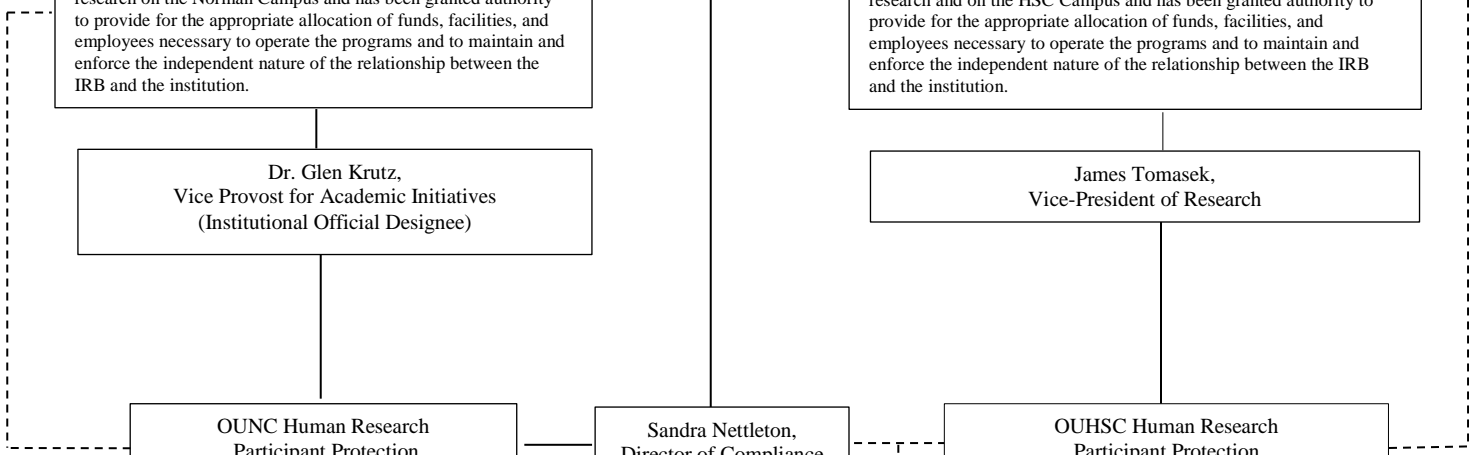 research on the Norman Campus and has been granted authority
to provide for the appropriate allocation of funds, facilities, and
employees necessary to operate the programs and to maintain and
enforce the independent nature of the relationship between the
IRB and the institution.
research and on the HSC Campus and has been granted authority to
provide for the appropriate allocation of funds, facilities, and
employees necessary to operate the programs and to maintain and
enforce the independent nature of the relationship between the IRB
and the institution.
Dr. Glen Krutz,
Vice Provost for Academic Initiatives
(Institutional Official Designee)
James Tomasek,
Vice-President of Research
OUNC Human Research
Participant Protection
Sandra Nettleton,
Director of Compliance
OUHSC Human Research
Participant Protection